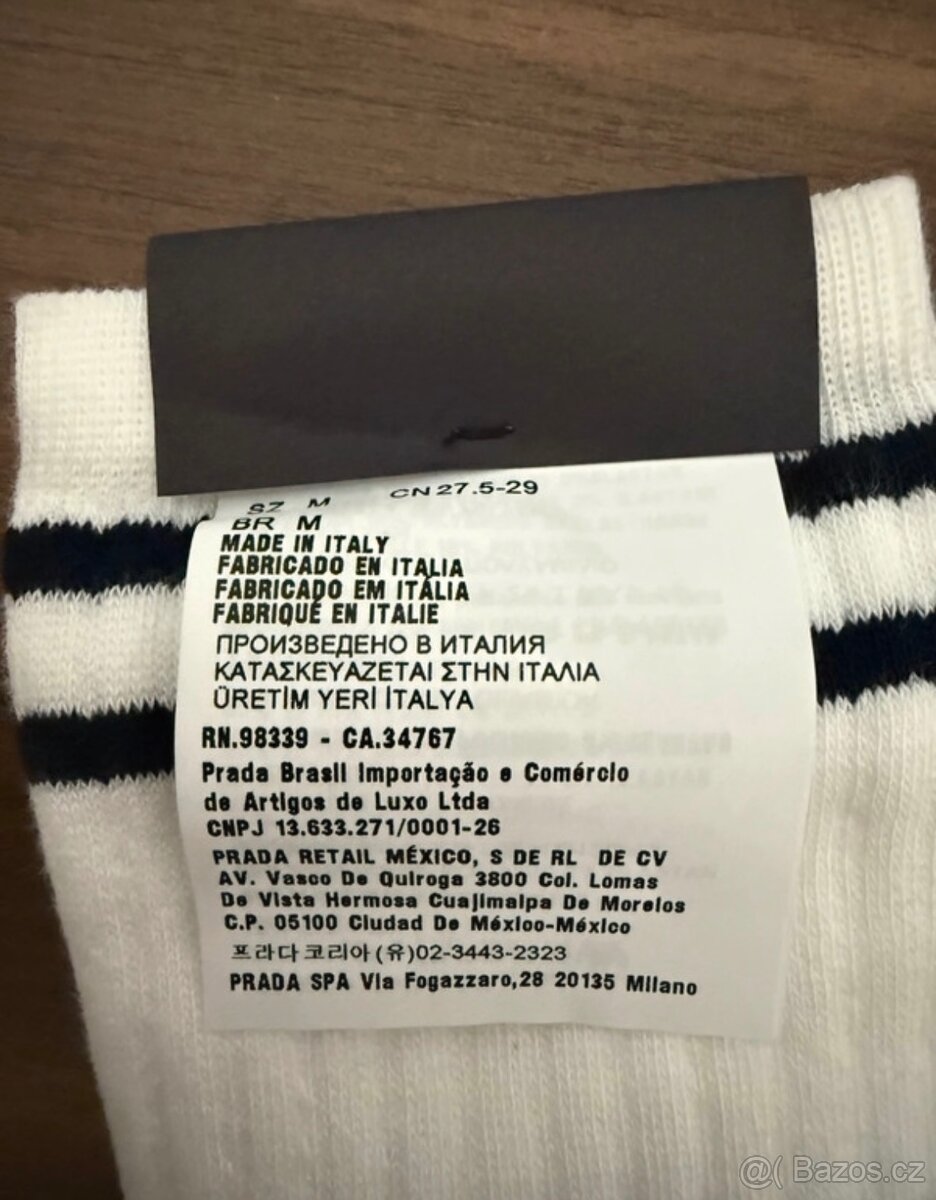 SZ M CN 27.5-29
BR M
MADE IN ITALY
FABRICADO EN ITALIA
FABRICADO EM ITÁLIA
FABRIQUÉ EN ITALIE
ПРОИЗВЕДЕНО В ИТАЛИЯ
ΚΑΤΑΣΚΕΥΑΖΕΤΑΙ ΣΤΗΝ ΙΤΑΛΙΑ
ÜRETİM YERİ İTALYA
RN.98339 - CA.34767
Prada Brasil Importação e Comércio
de Artigos de Luxo Ltda
CNPJ 13.633.271/0001-26
PRADA RETAIL MÉXICO, S DE RL DE CV
AV. Vasco De Quiroga 3800 Col. Lomas
De Vista Hermosa Cuajimalpa De Morelos
C.P. 05100 Ciudad De México-México
프라다코리아(유)02-3443-2323
PRADA SPA Via Fogazzaro,28 20135 Milano
@( Bazos.cz